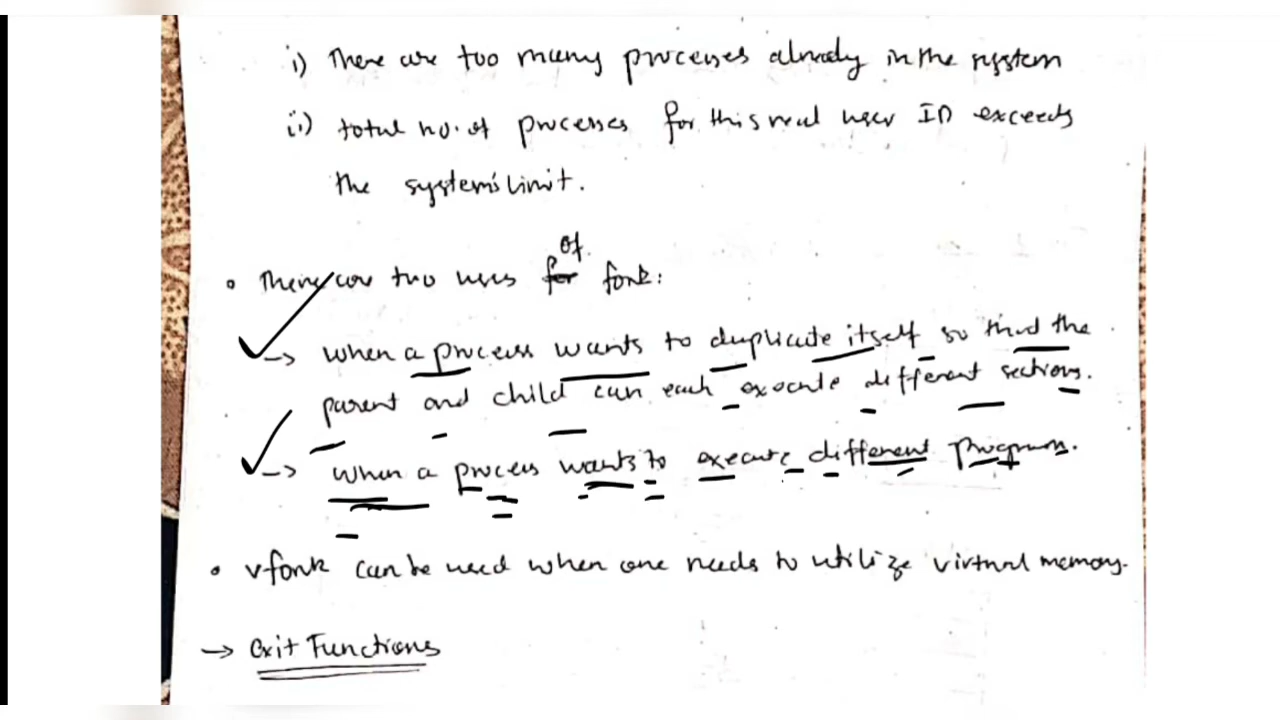 i) There are too many processes already in the system
ii) total no. of processes for this real user ID exceeds
the system's limit.
of
• There are two uses for fork:
-> when a process wants to duplicate itself so that the
parent and child can each execute different sections.
-> when a process wants to execute different programs.
• vfork can be used when one needs to utilize virtual memory.
-> Exit Functions